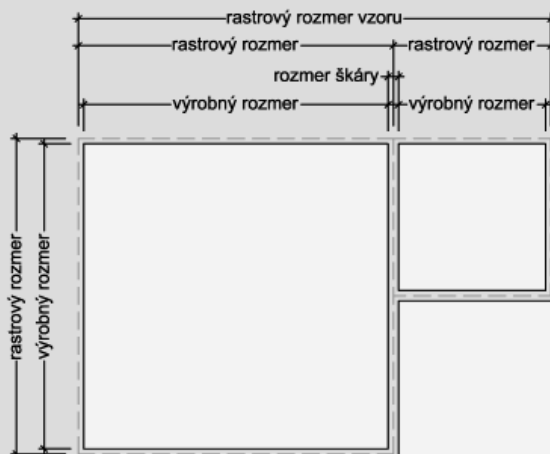 rastrový rozmer vzoru
rastrový rozmer rastrový rozmer
rozmer škáry
výrobný rozmer výrobný rozmer
rastrový rozmer
výrobný rozmer